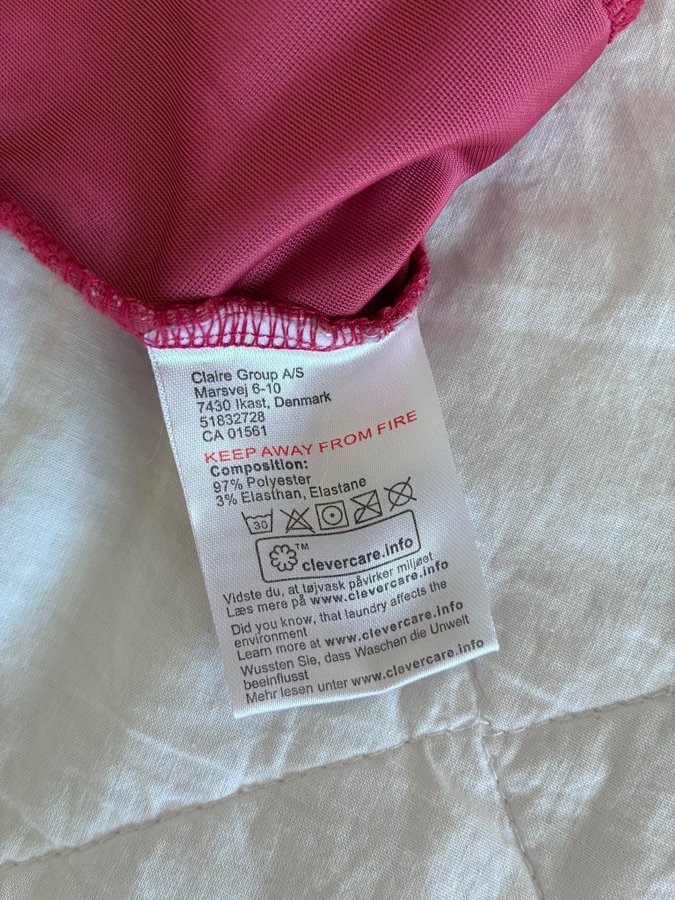 Claire Group A/S
Marsvej 6-10
7430 Ikast, Denmark
51832728
CA 01561
KEEP AWAY FROM FIRE
Composition:
97% Polyester
3% Elasthan, Elastane
30
™ clevercare.info
Vidste du, at tøjvask påvirker miljøet
Læs mere på www.clevercare.info
Did you know, that laundry affects the
environment
Learn more at www.clevercare.info
Wussten Sie, dass Waschen die Umwelt
beeinflusst
Mehr lesen unter www.clevercare.info